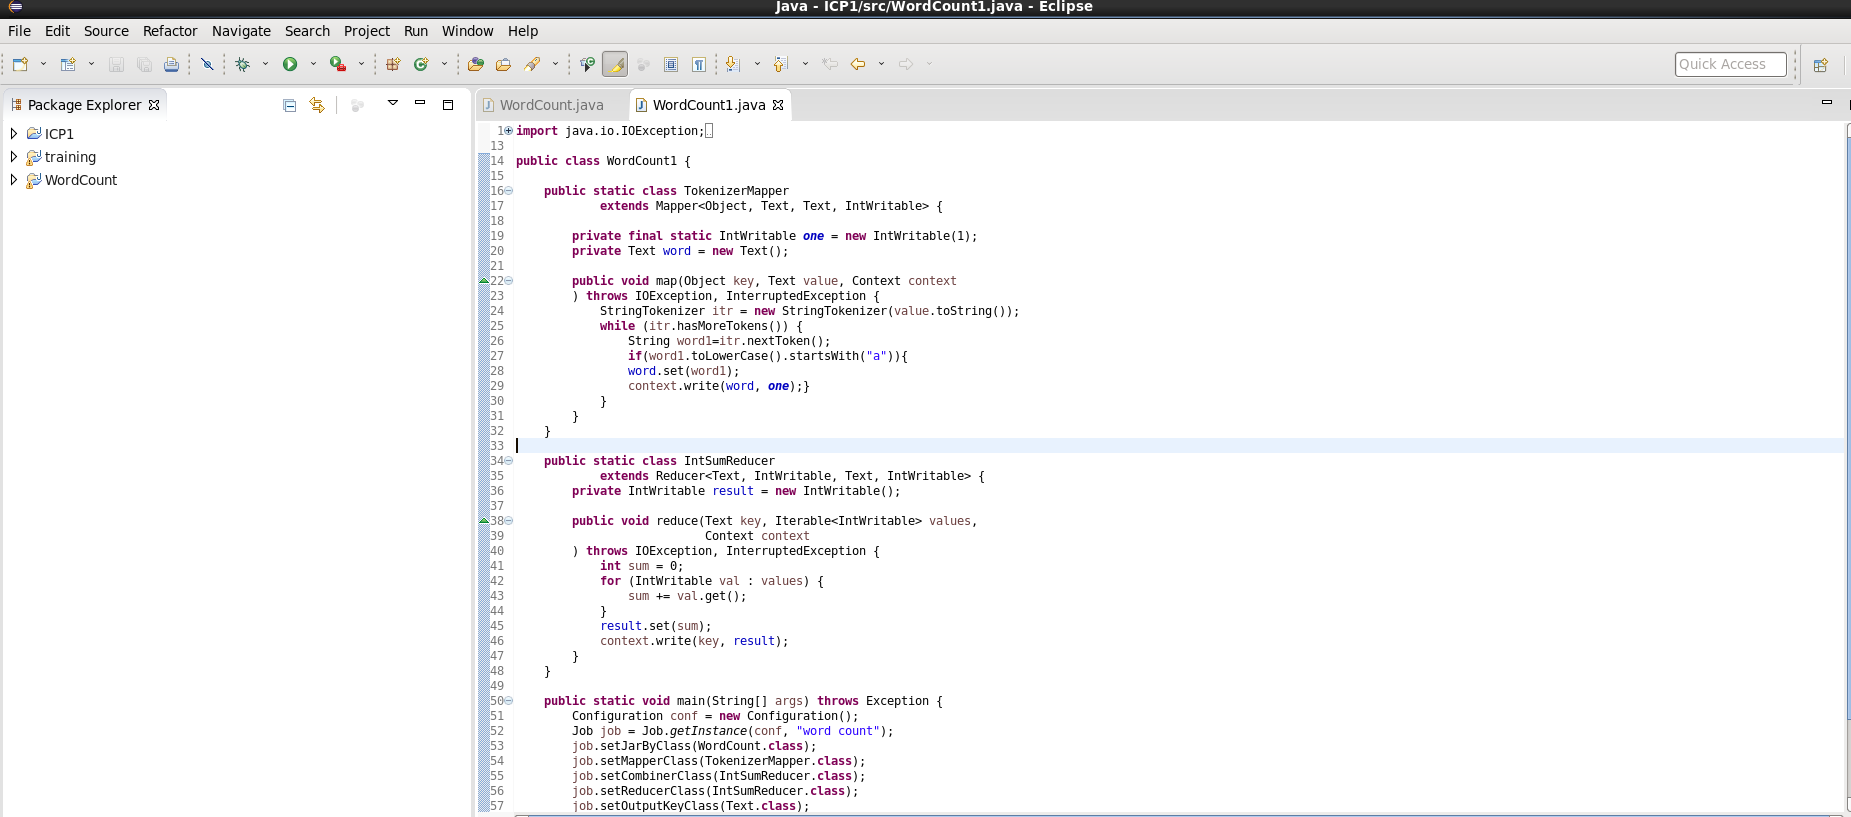 Java - ICP1/src/WordCount1.java - Eclipse
File Edit Source Refactor Navigate Search Project Run Window Help
Quick Access
Package Explorer
ICP1
training
WordCount
WordCount.java WordCount1.java
1 import java.io.IOException;
13
14 public class WordCount1 {
15
16 public static class TokenizerMapper
17 extends Mapper<Object, Text, Text, IntWritable> {
18
19 private final static IntWritable one = new IntWritable(1);
20 private Text word = new Text();
21
22 public void map(Object key, Text value, Context context
23 ) throws IOException, InterruptedException {
24 StringTokenizer itr = new StringTokenizer(value.toString());
25 while (itr.hasMoreTokens()) {
26 String word1=itr.nextToken();
27 if(word1.toLowerCase().startsWith("a")){
28 word.set(word1);
29 context.write(word, one);}
30 }
31 }
32 }
33
34 public static class IntSumReducer
35 extends Reducer<Text, IntWritable, Text, IntWritable> {
36 private IntWritable result = new IntWritable();
37
38 public void reduce(Text key, Iterable<IntWritable> values,
39 Context context
40 ) throws IOException, InterruptedException {
41 int sum = 0;
42 for (IntWritable val : values) {
43 sum += val.get();
44 }
45 result.set(sum);
46 context.write(key, result);
47 }
48 }
49
50 public static void main(String[] args) throws Exception {
51 Configuration conf = new Configuration();
52 Job job = Job.getInstance(conf, "word count");
53 job.setJarByClass(WordCount.class);
54 job.setMapperClass(TokenizerMapper.class);
55 job.setCombinerClass(IntSumReducer.class);
56 job.setReducerClass(IntSumReducer.class);
57 job.setOutputKeyClass(Text.class);